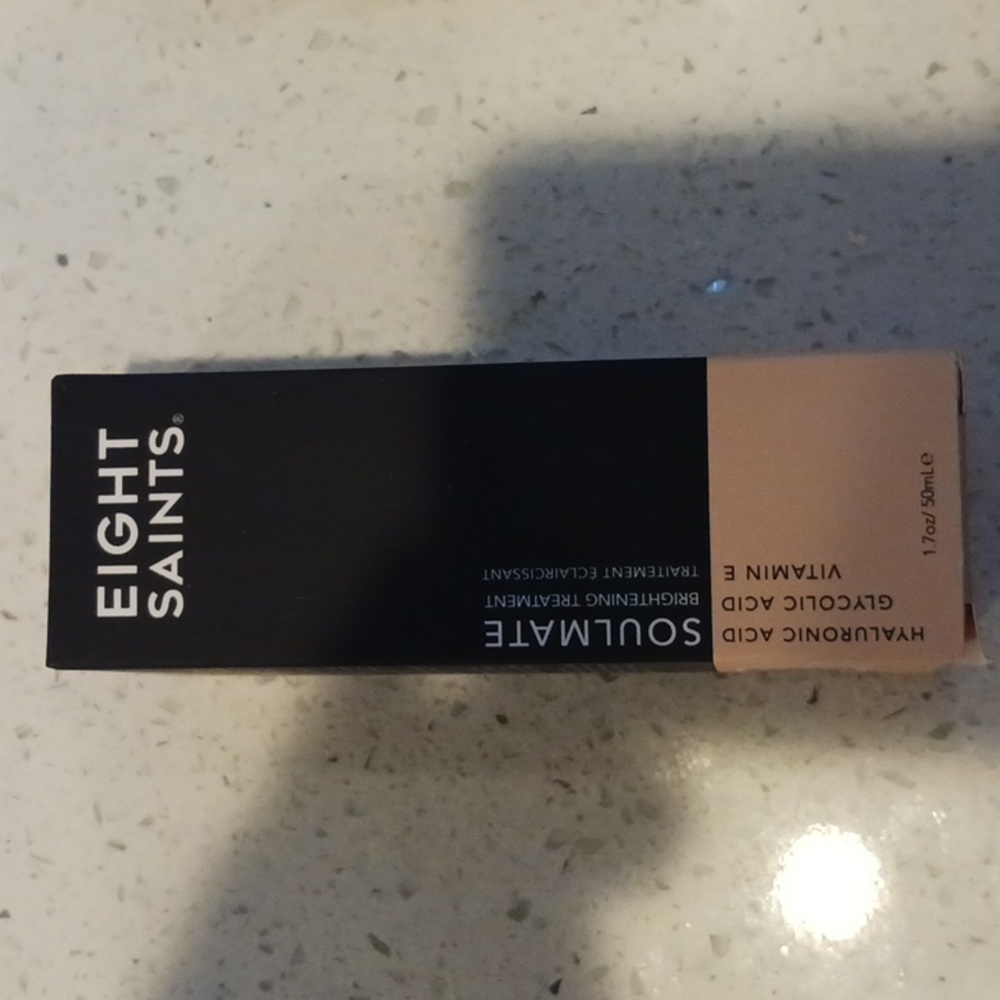 EIGHT
SAINTS®
SOULMATE
BRIGHTENING TREATMENT
TRAITEMENT ÉCLAIRCISSANT
HYALURONIC ACID
GLYCOLIC ACID
VITAMIN E
1.7oz/ 50mL℮